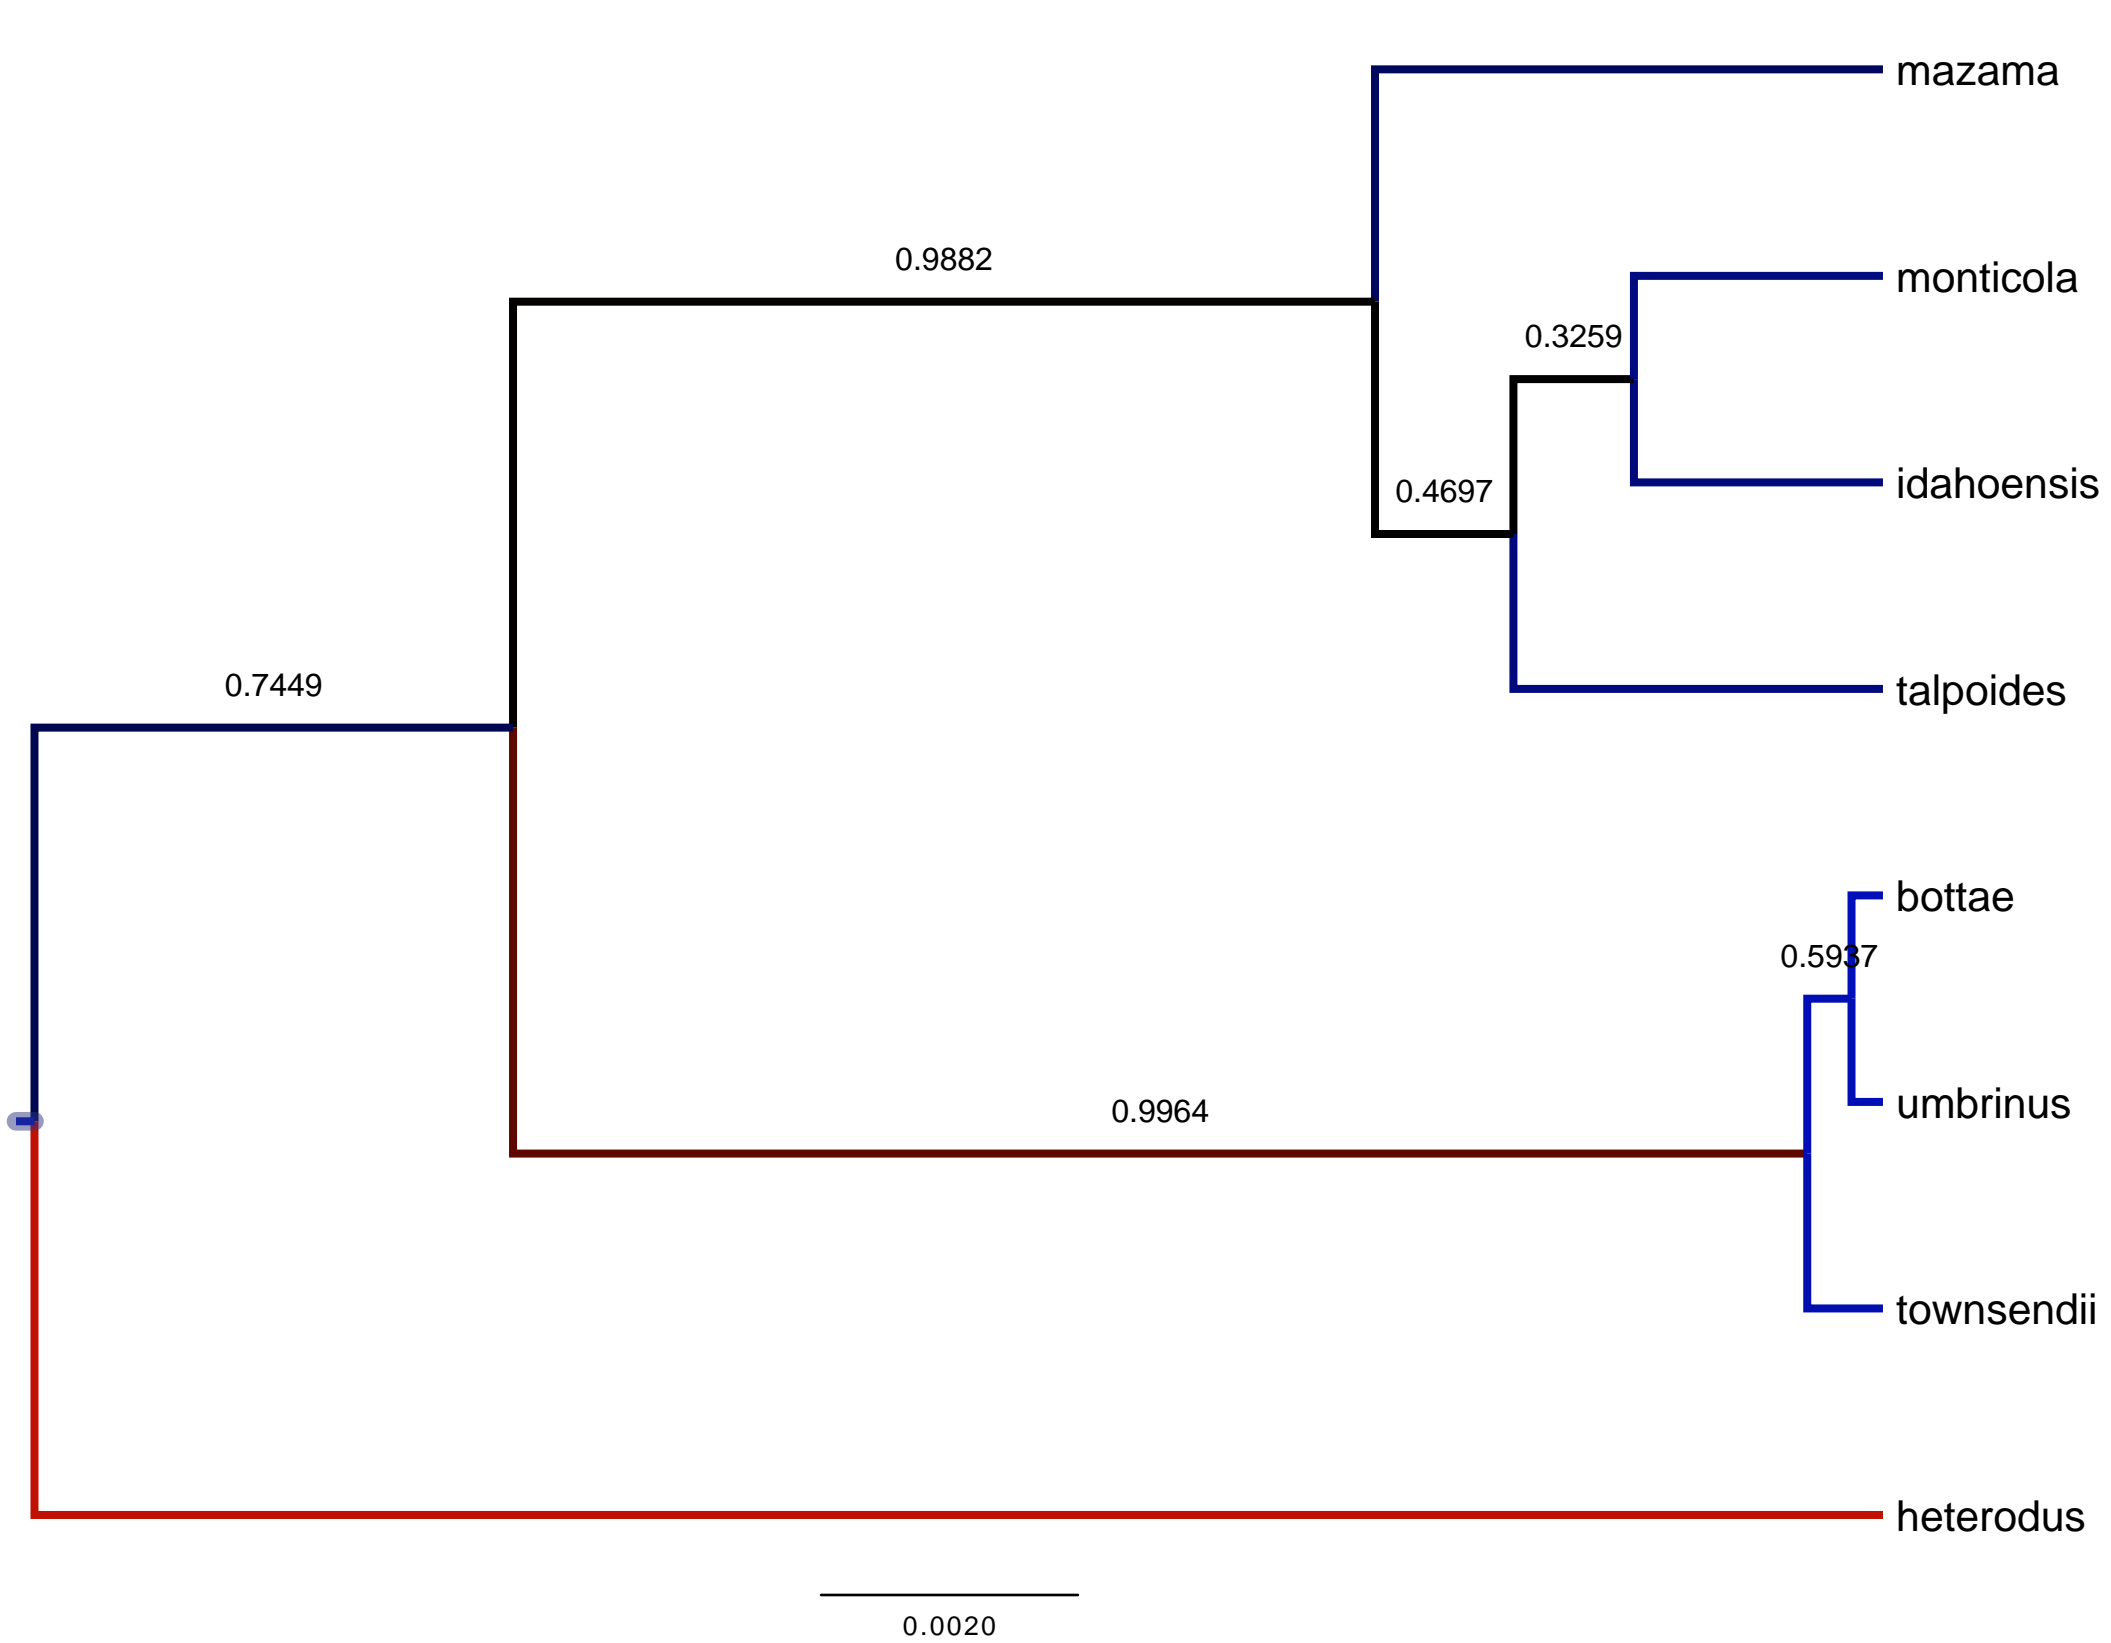 mazama
0.9882
monticola
0.3259
idahoensis
0.4697
talpoides
0.7449
bottae
0.5937
umbrinus
0.9964
townsendii
heterodus
0.0020